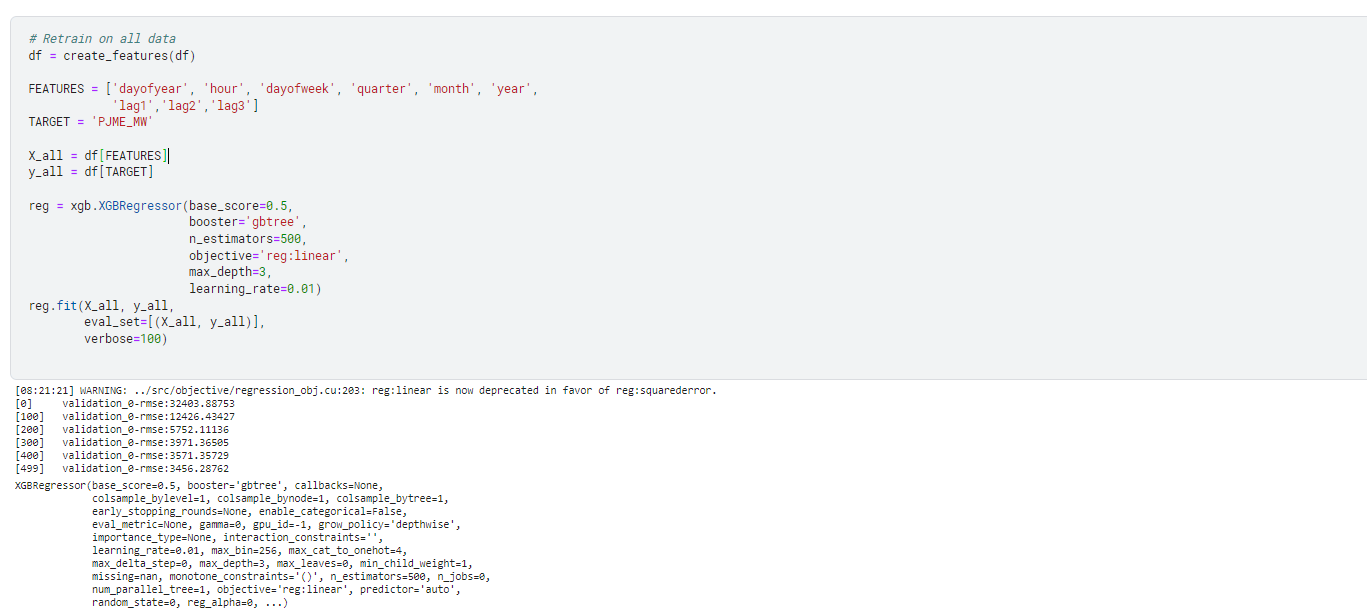 # Retrain on all data
df = create_features(df)
FEATURES = ['dayofyear', 'hour', 'dayofweek', 'quarter', 'month', 'year',
'lag1','lag2','lag3']
TARGET = 'PJME_MW'
X_all = df[FEATURES]
y_all = df[TARGET]
reg = xgb.XGBRegressor(base_score=0.5,
booster='gbtree',
n_estimators=500,
objective='reg:linear',
max_depth=3,
learning_rate=0.01)
reg.fit(X_all, y_all,
eval_set=[(X_all, y_all)],
verbose=100)
[08:21:21] WARNING: ../src/objective/regression_obj.cu:203: reg:linear is now deprecated in favor of reg:squarederror.
[0] validation_0-rmse:32403.88753
[100] validation_0-rmse:12426.43427
[200] validation_0-rmse:5752.11136
[300] validation_0-rmse:3971.36505
[400] validation_0-rmse:3571.35729
[499] validation_0-rmse:3456.28762
XGBRegressor(base_score=0.5, booster='gbtree', callbacks=None,
colsample_bylevel=1, colsample_bynode=1, colsample_bytree=1,
early_stopping_rounds=None, enable_categorical=False,
eval_metric=None, gamma=0, gpu_id=-1, grow_policy='depthwise',
importance_type=None, interaction_constraints='',
learning_rate=0.01, max_bin=256, max_cat_to_onehot=4,
max_delta_step=0, max_depth=3, max_leaves=0, min_child_weight=1,
missing=nan, monotone_constraints='()', n_estimators=500, n_jobs=0,
num_parallel_tree=1, objective='reg:linear', predictor='auto',
random_state=0, reg_alpha=0, ...)